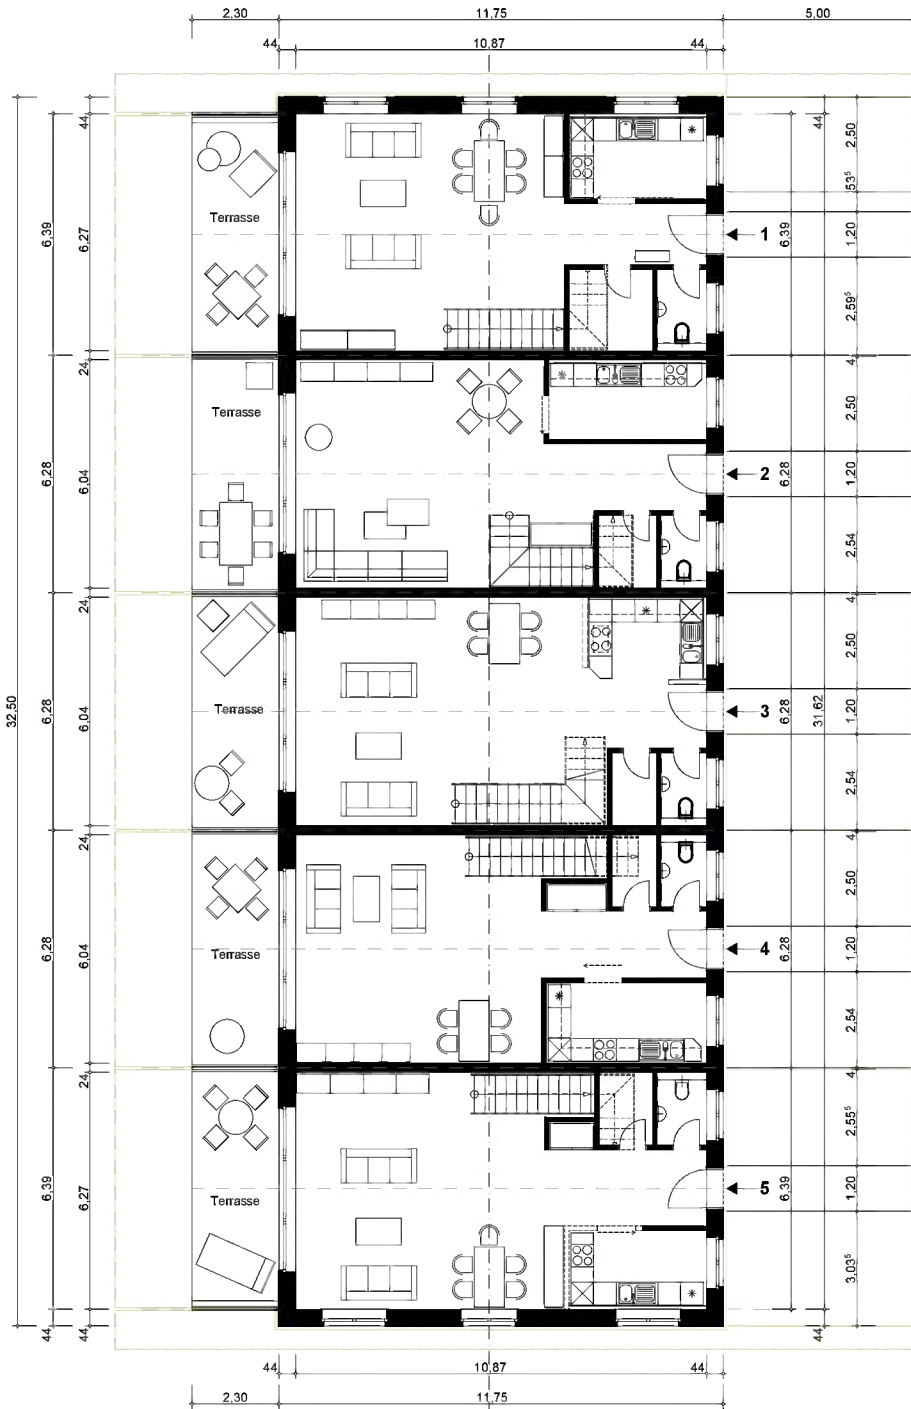 2,30 11,75 5,00
44 10,87 44
44 44 2,50
53⁵
Terrasse
6,39 6,27 1 6,39 1,20
2,59⁵
24 4
Terrasse 2,50
6,28 6,04 2 6,28 1,20
2,54
24 4
2,50
Terrasse
32,50 6,28 6,04 3 6,28 31,62 1,20
2,54
24 4
2,50
Terrasse
6,28 6,04 4 6,28 1,20
2,54
24 4
2,55⁵
Terrasse
6,39 6,27 5 6,39 1,20
3,03⁵
44 44 44
44 10,87 44
2,30 11,75